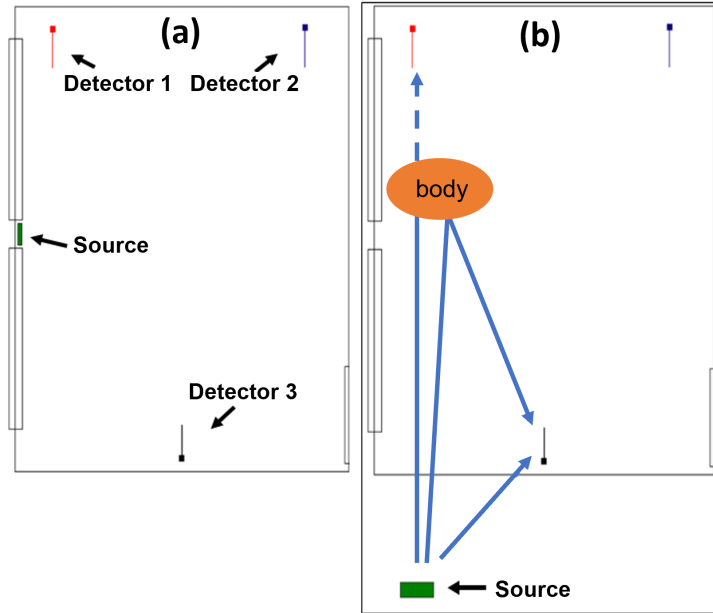 (a)
Detector 1
Detector 2
Source
Detector 3
(b)
body
Source